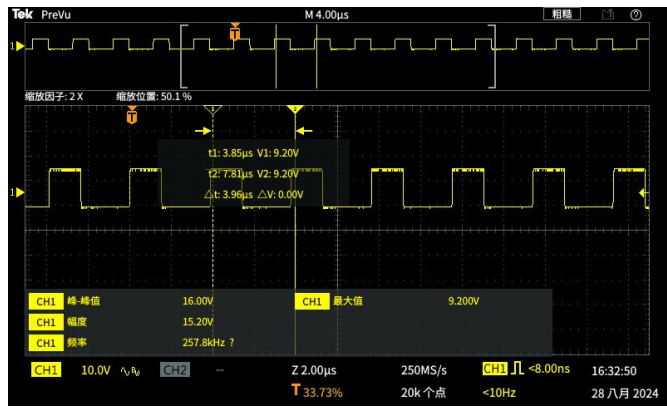 Tek PreVu M 4.00µs 粗糙
T
1
缩放因子: 2 X 缩放位置: 50.1 %
T 1 2
t1: 3.85µs V1: 9.20V
t2: 7.81µs V2: 9.20V
1
△t: 3.96µs △V: 0.00V
CH1 峰-峰值 16.00V CH1 最大值 9.200V
CH1 幅度 15.20V
CH1 频率 257.8kHz ?
CH1 10.0V CH2 -- Z 2.00µs 250MS/s CH1 <8.00ns 16:32:50
T 33.73% 20k 个点 <10Hz 28 八月 2024